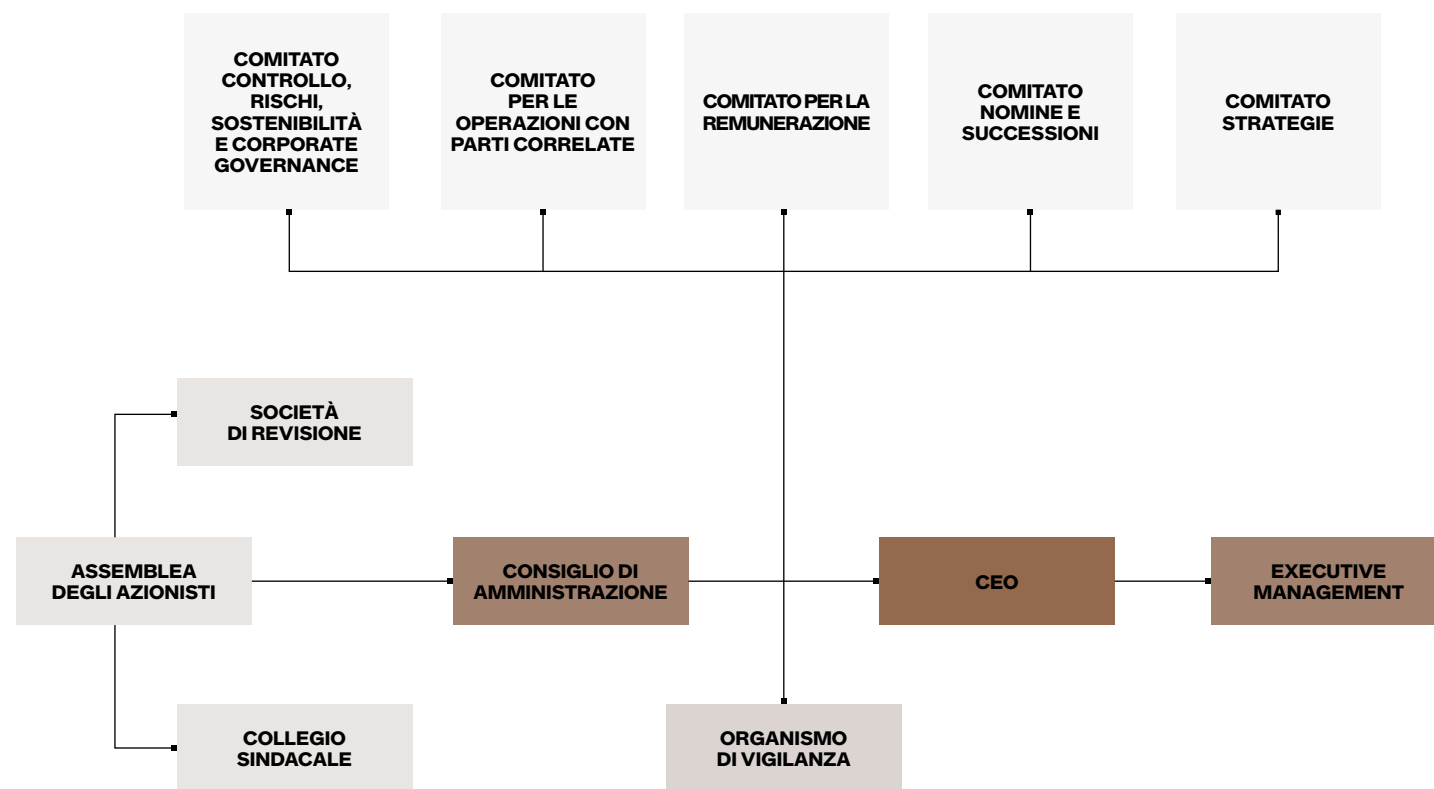 COMITATO
CONTROLLO,
RISCHI,
SOSTENIBILITÀ
E CORPORATE
GOVERNANCE
COMITATO
PER LE
OPERAZIONI CON
PARTI CORRELATE
COMITATO PER LA
REMUNERAZIONE
COMITATO
NOMINE E
SUCCESSIONI
COMITATO
STRATEGIE
SOCIETÀ
DI REVISIONE
ASSEMBLEA
DEGLI AZIONISTI
CONSIGLIO DI
AMMINISTRAZIONE
CEO
EXECUTIVE
MANAGEMENT
COLLEGIO
SINDACALE
ORGANISMO
DI VIGILANZA